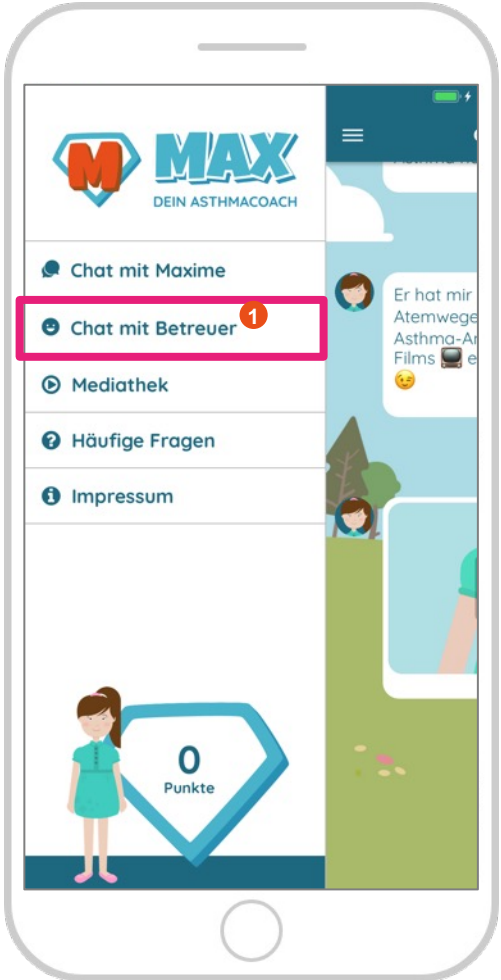 M
MAX
DEIN ASTHMACOACH
Chat mit Maxime
Chat mit Betreuer
1
Mediathek
Häufige Fragen
Impressum
0
Punkte
Er hat mir
Atemwege
Films